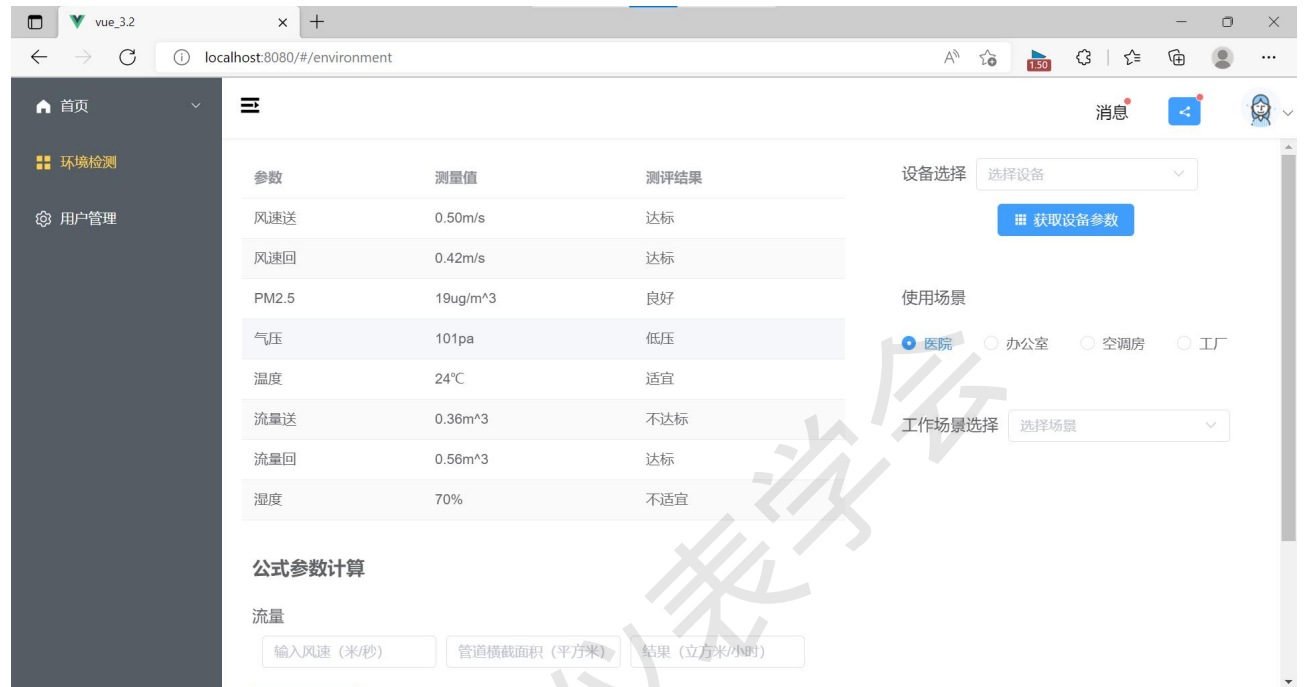 vue_3.2
localhost:8080/#/environment
1.50
首页
消息
环境检测
用户管理
参数 测量值 测评结果
风速送 0.50m/s 达标
风速回 0.42m/s 达标
PM2.5 19ug/m^3 良好
气压 101pa 低压
温度 24℃ 适宜
流量送 0.36m^3 不达标
流量回 0.56m^3 达标
湿度 70% 不适宜
设备选择 选择设备
获取设备参数
使用场景
医院 办公室 空调房 工厂
工作场景选择 选择场景
公式参数计算
流量
输入风速（米/秒） 管道横截面积（平方米） 结果（立方米/小时）
仪表学会